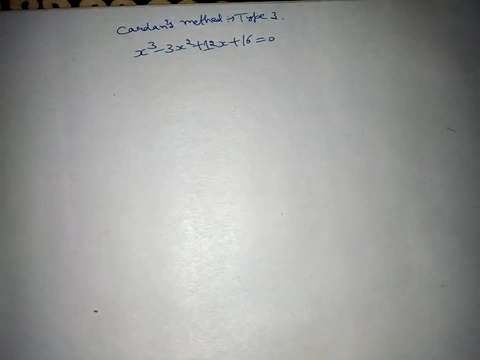 Cardan's method → Type 3.
x³-3x²+12x+16=0